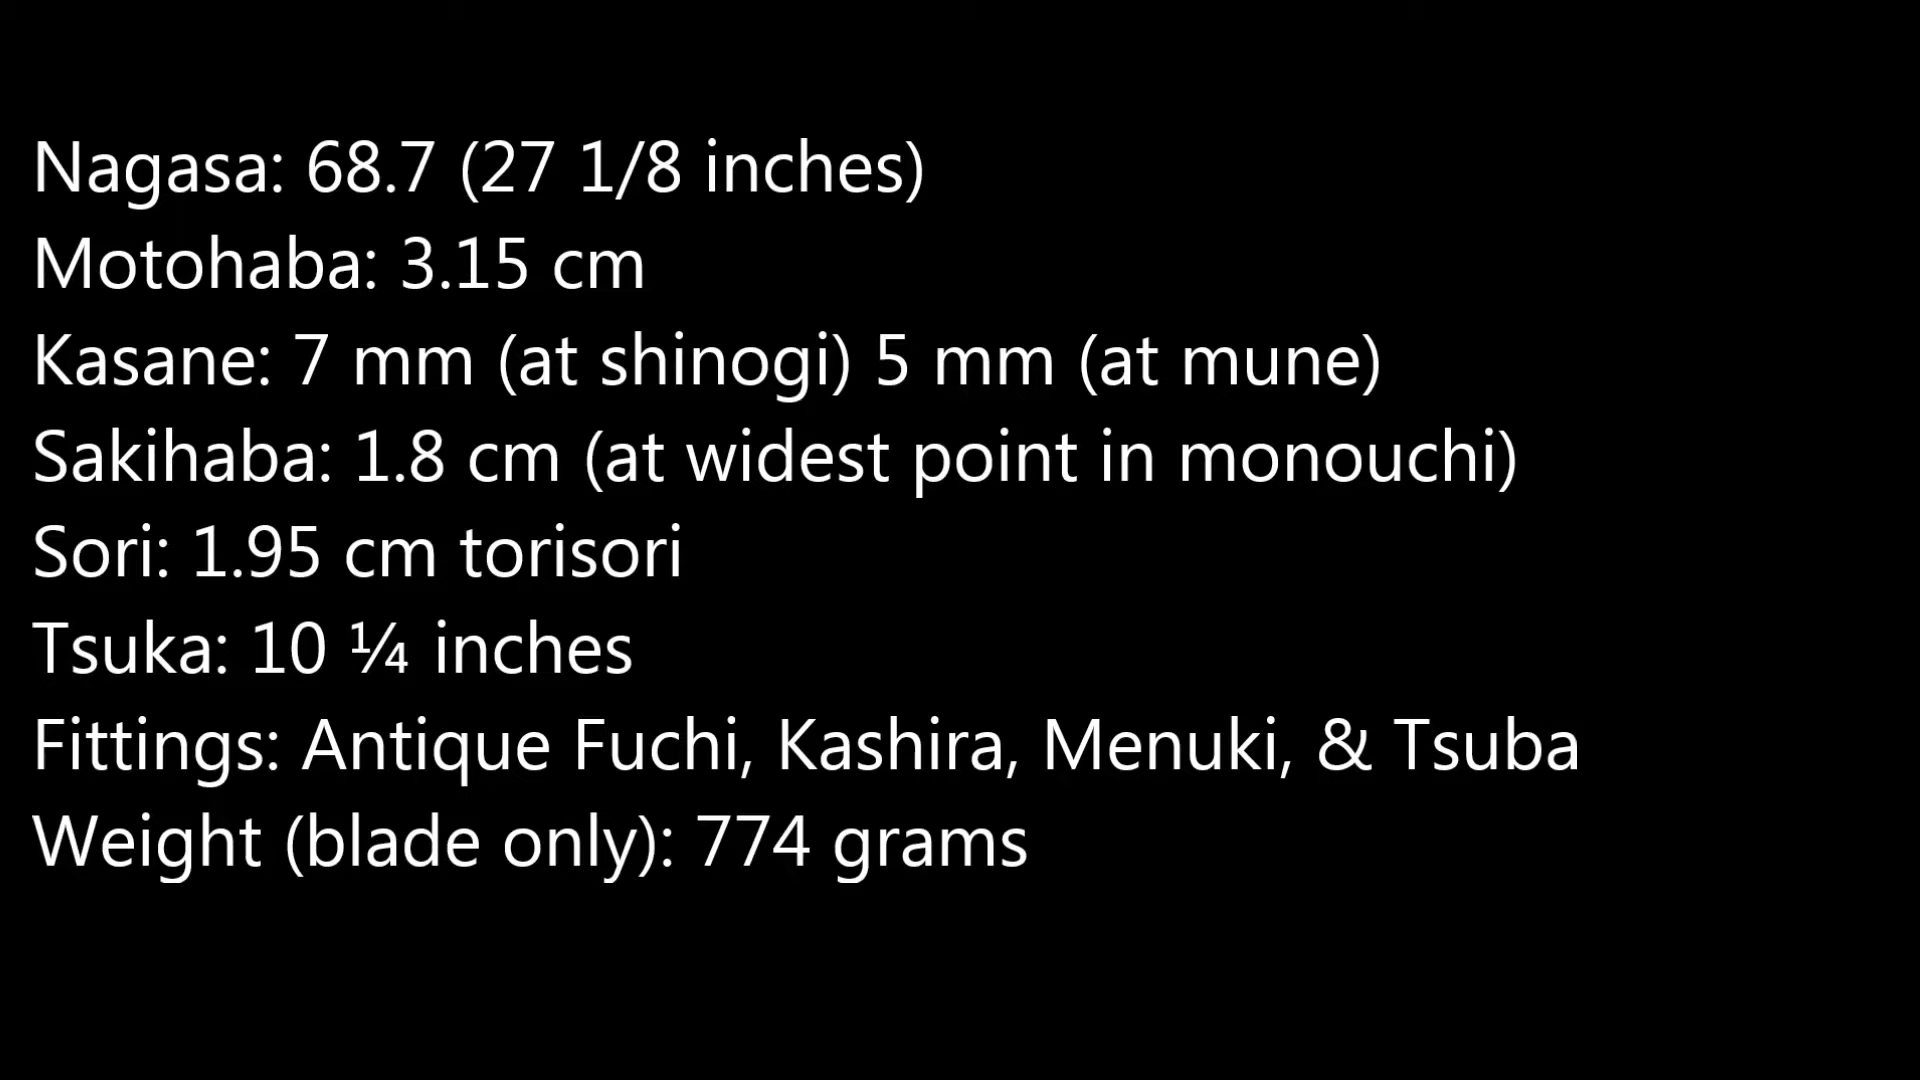 Nagasa: 68.7 (27 1/8 inches)
Motohaba: 3.15 cm
Kasane: 7 mm (at shinogi) 5 mm (at mune)
Sakihaba: 1.8 cm (at widest point in monouchi)
Sori: 1.95 cm torisori
Tsuka: 10 ¼ inches
Fittings: Antique Fuchi, Kashira, Menuki, & Tsuba
Weight (blade only): 774 grams